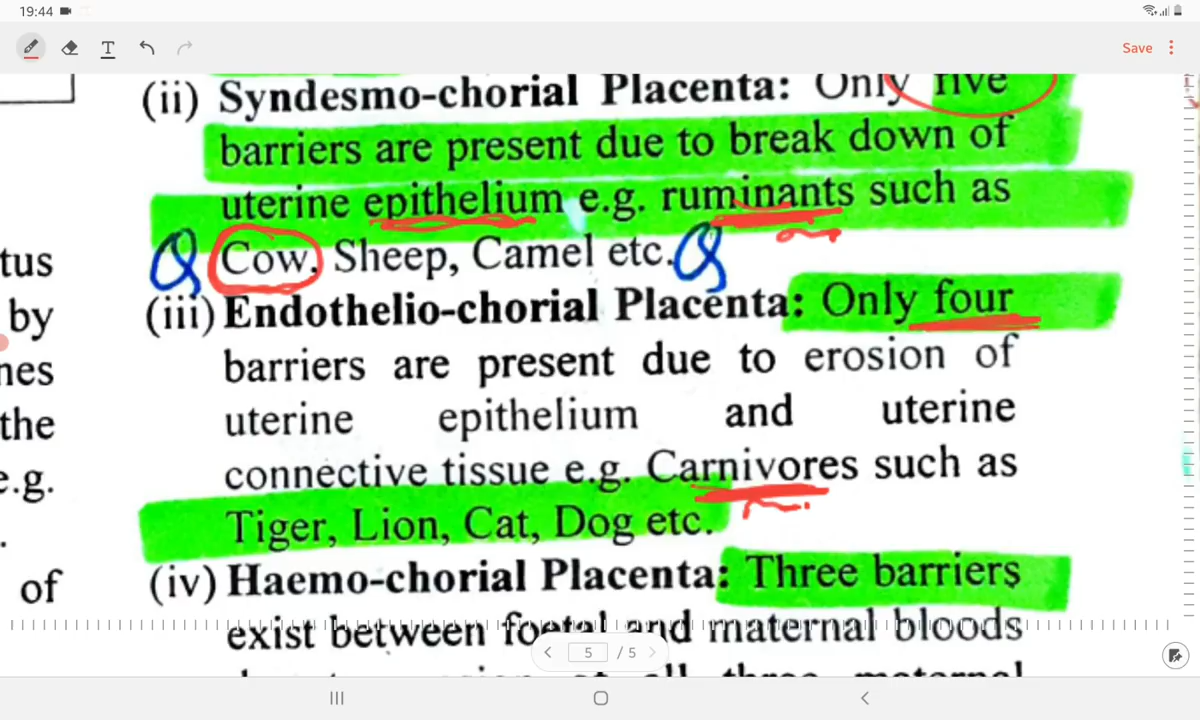 19:44
T
Save
(ii) Syndesmo-chorial Placenta: Only five
barriers are present due to break down of
uterine epithelium e.g. ruminants such as
Q Cow, Sheep, Camel etc. Q
(iii) Endothelio-chorial Placenta: Only four
barriers are present due to erosion of
uterine epithelium and uterine
connective tissue e.g. Carnivores such as
Tiger, Lion, Cat, Dog etc.
(iv) Haemo-chorial Placenta: Three barriers
exist between foetal and maternal bloods
all three maternal
tus
by
nes
the
e.g.
of
5 / 5